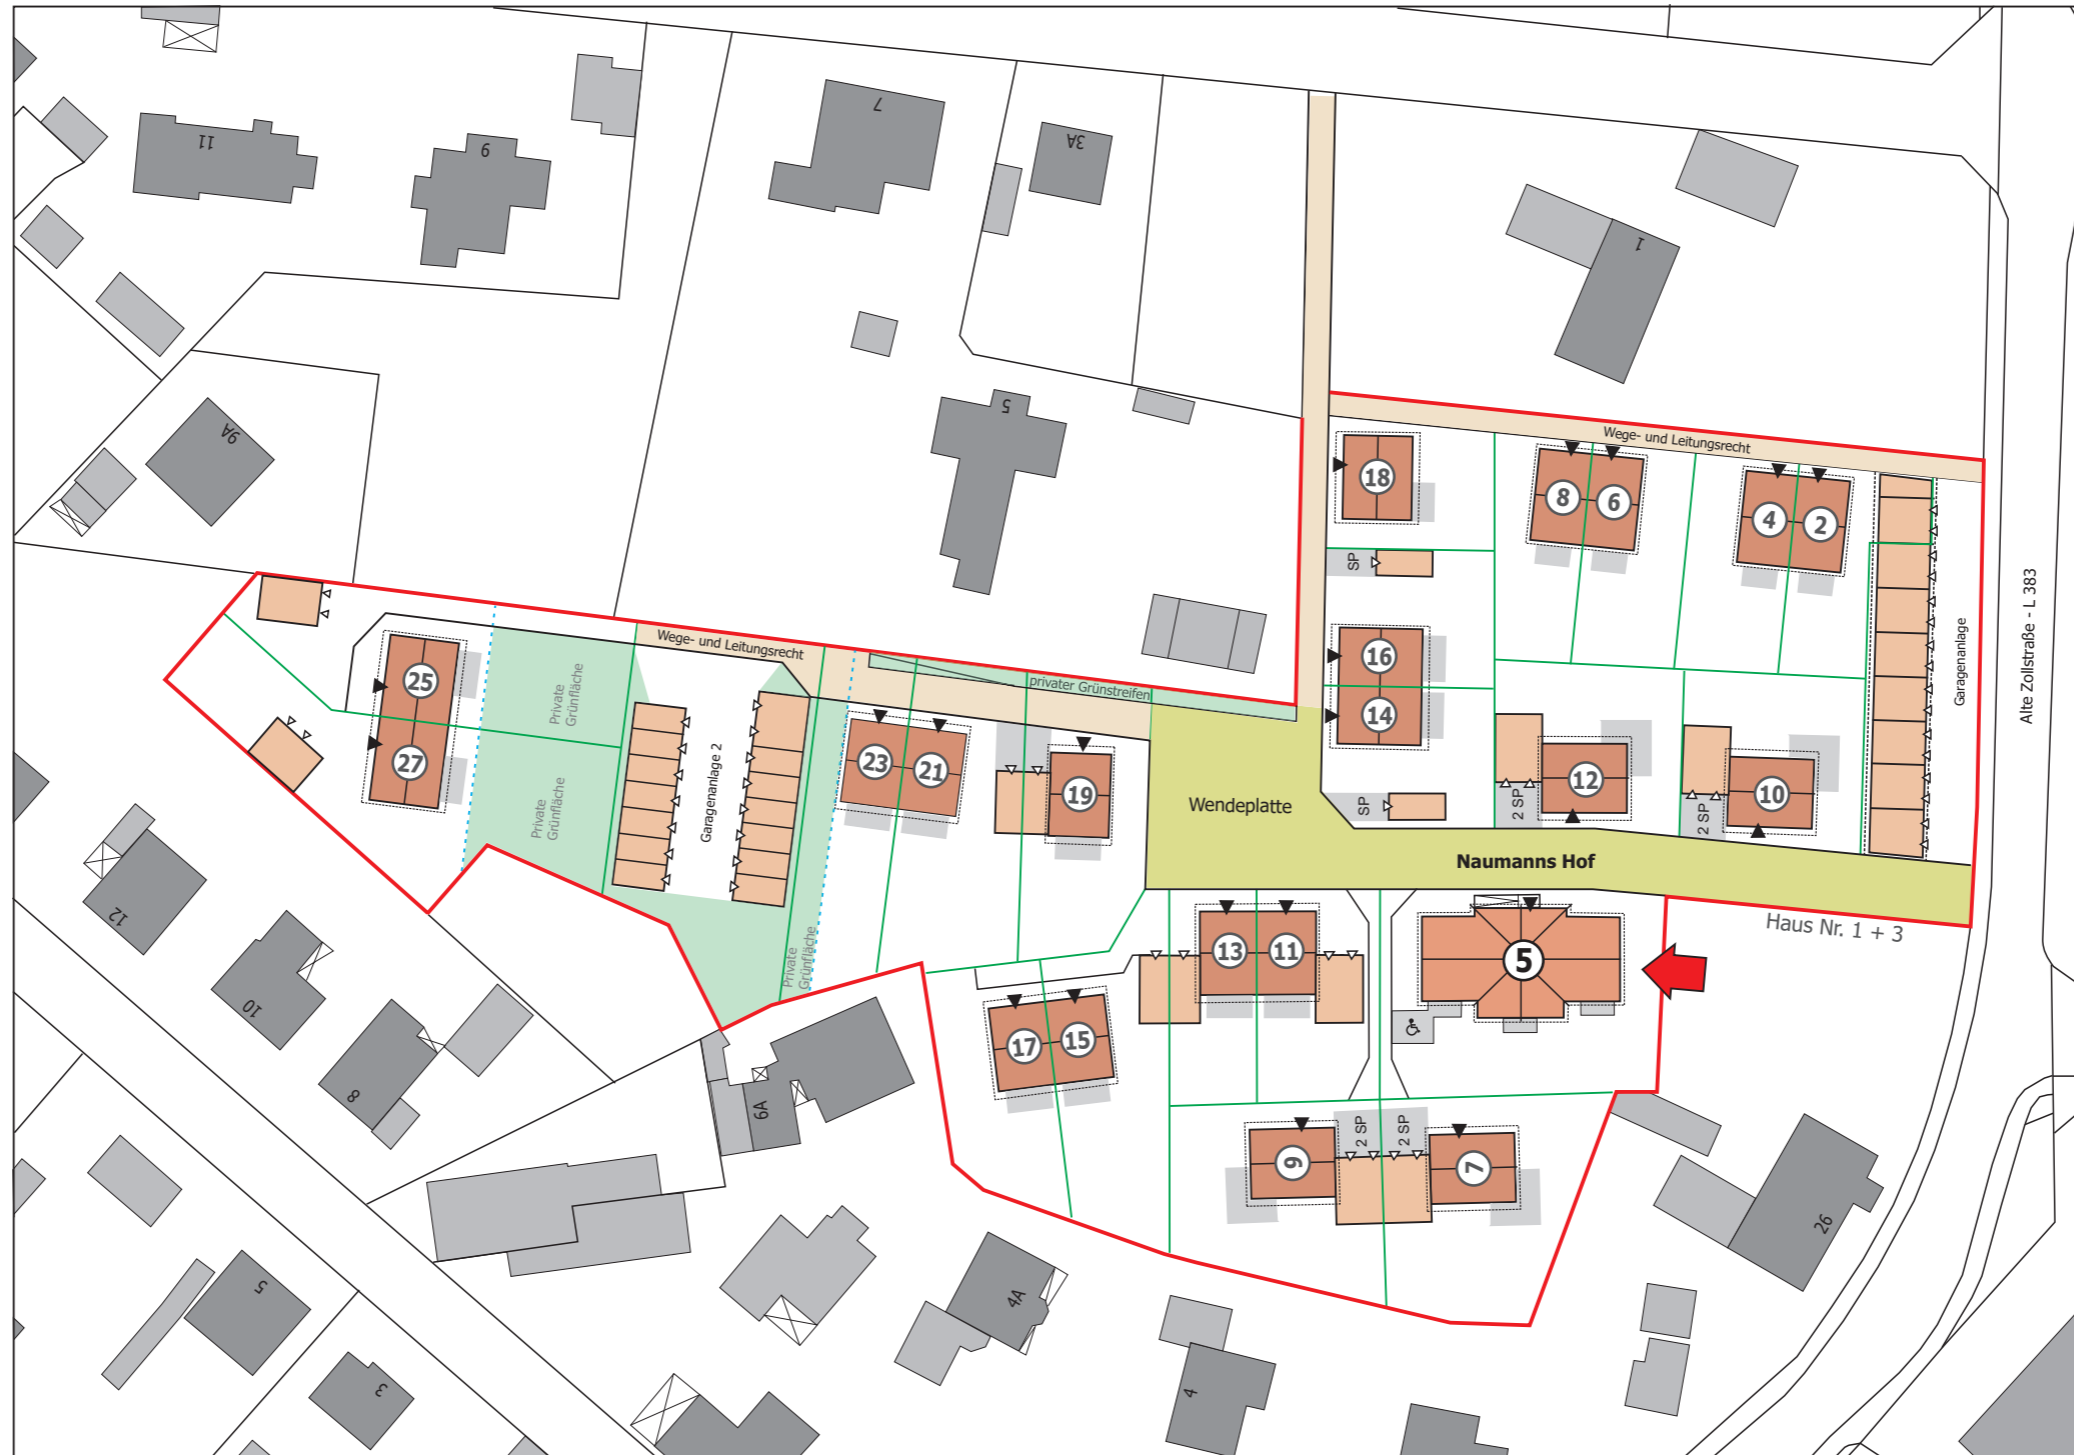 11
9
7
3A
1
5
9A
Wege- und Leitungsrecht
18
8
6
4
2
SP
Garagenanlage
Alte Zollstraße - L 383
Wege- und Leitungsrecht
privater Grünstreifen
16
14
25
27
Private
Grünfläche
Private
Grünfläche
Garagenanlage 2
23
21
19
Wendeplatte
SP
2 SP
12
2 SP
10
Naumanns Hof
Haus Nr. 1 + 3
Private
Grünfläche
13
11
5
17
15
9
2 SP
2 SP
7
12
10
8
6A
5
3
4A
4
26